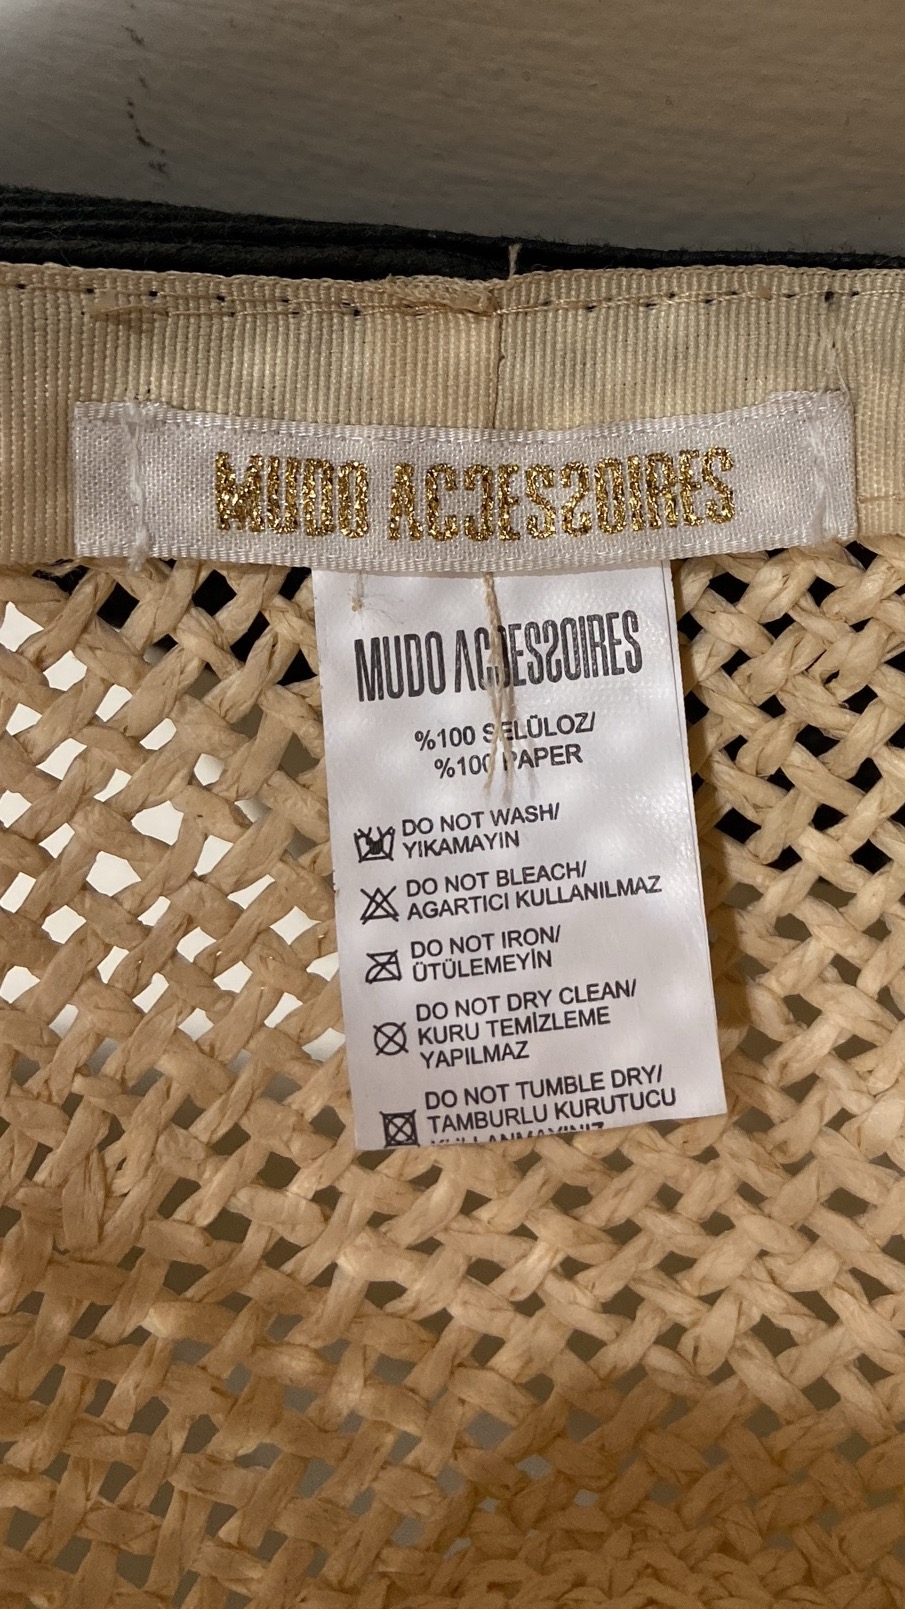 MUDO ACCESSOIRES
MUDO ACCESSOIRES
%100 SELÜLOZ/
%100 PAPER
DO NOT WASH/
YIKAMAYIN
DO NOT BLEACH/
AGARTICI KULLANILMAZ
DO NOT IRON/
ÜTÜLEMEYİN
DO NOT DRY CLEAN/
KURU TEMİZLEME
YAPILMAZ
DO NOT TUMBLE DRY/
TAMBURLU KURUTUCU